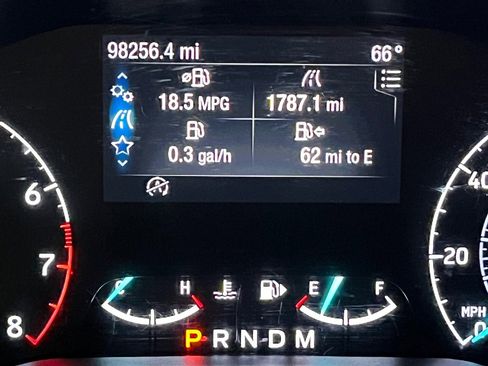 98256.4 mi 66°
18.5 MPG 1787.1 mi
0.3 gal/h 62 mi to E
A
6
7
8
40
20
MPH
0
C H E F
P R N D M